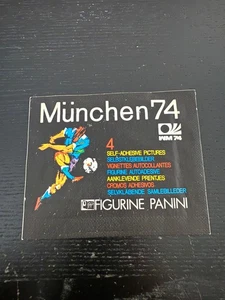 München 74
WM 74
4
SELF-ADHESIVE PICTURES
SELBSTKLEBEBILDER
VIGNETTES AUTOCOLLANTES
FIGURINE AUTOADESIVE
AANKLEVENDE PRENTJES
CROMOS ADHESIVOS
SELVKLÆBENDE SAMLEBILLEDER
FIGURINE PANINI